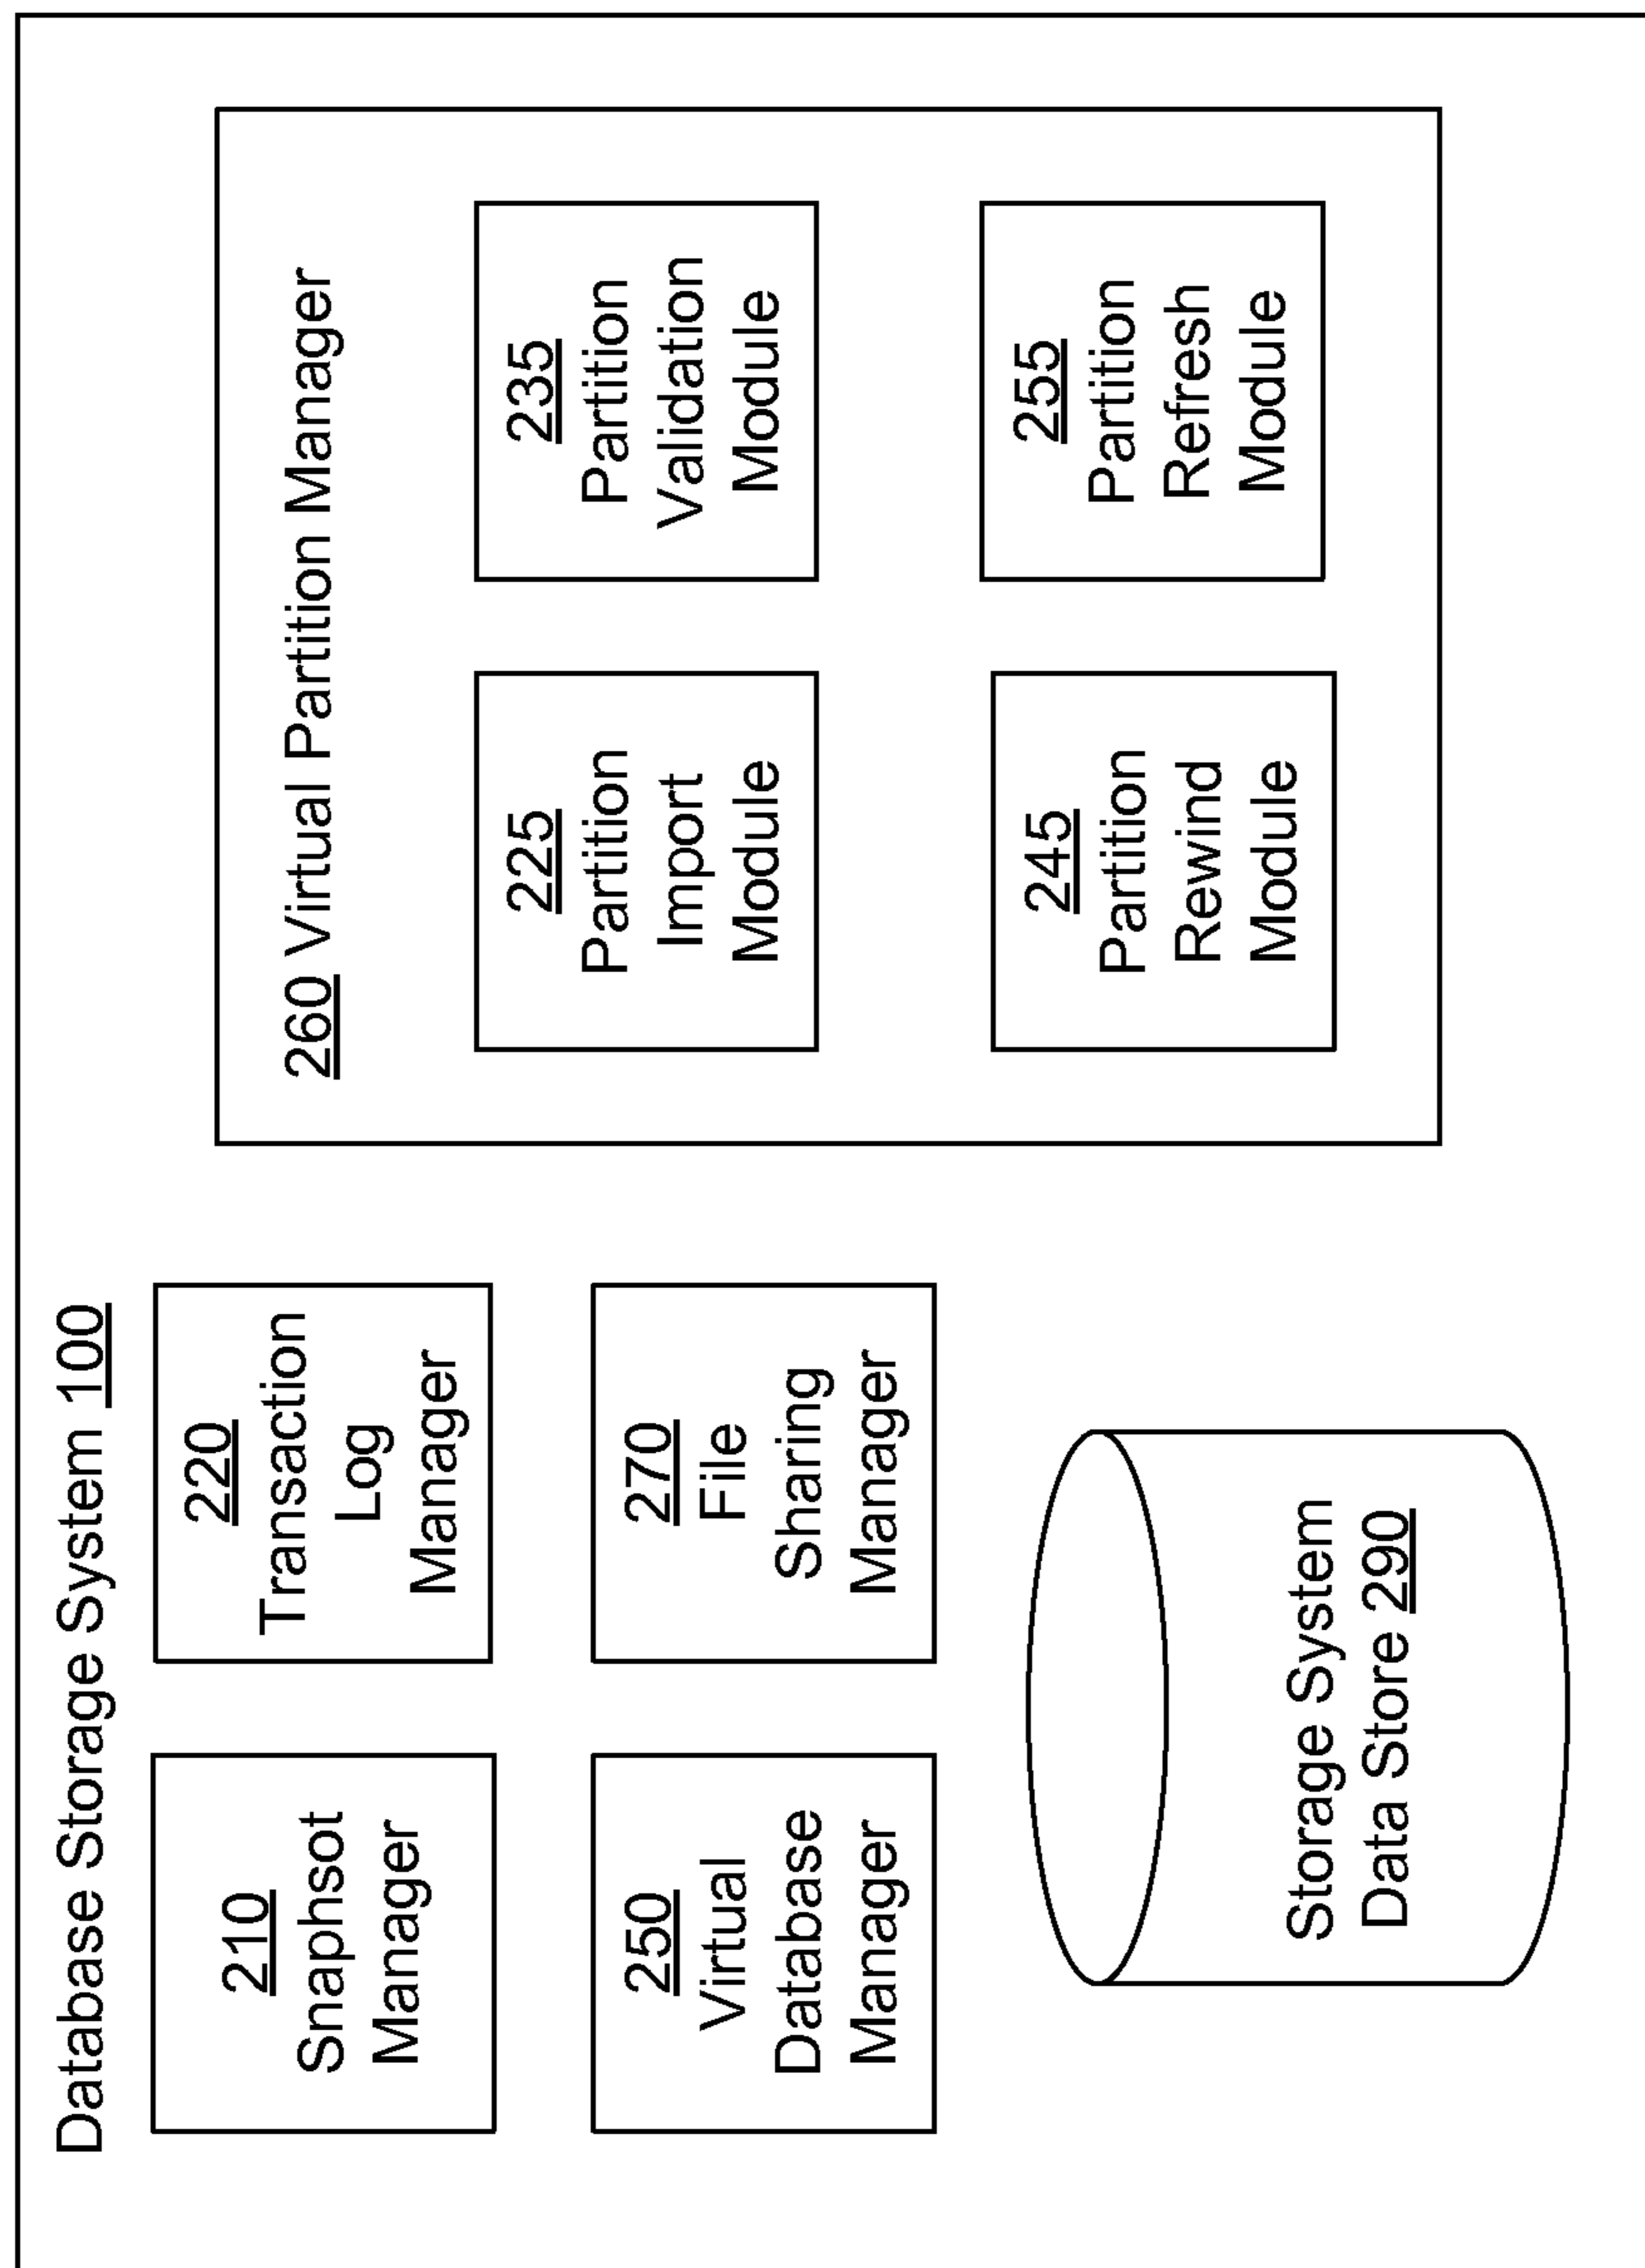 Database Storage System 100
210
Snaphsot
Manager
220
Transaction
Log
Manager
250
Virtual
Database
Manager
270
File
Sharing
Manager
Storage System
Data Store 290
260 Virtual Partition Manager
225
Partition
Import
Module
235
Partition
Validation
Module
245
Partition
Rewind
Module
255
Partition
Refresh
Module